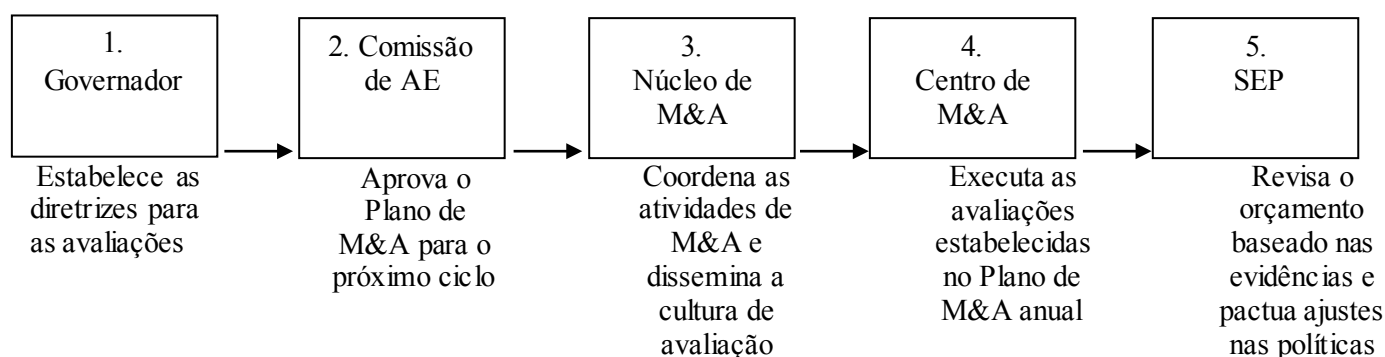 1.
Governador
2. Comissão
de AE
3.
Núcleo de
M&A
4.
Centro de
M&A
5.
SEP
Estabelece as
diretrizes para
as avaliações
Aprova o
Plano de
M&A para o
próximo ciclo
Coordena as
atividades de
M&A e
dissemina a
cultura de
avaliação
Executa as
avaliações
estabelecidas
no Plano de
M&A anual
Revisa o
orçamento
baseado nas
evidências e
pactua ajustes
nas políticas